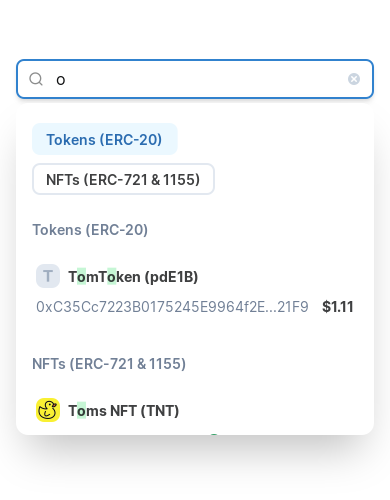 o
Tokens (ERC-20)
NFTs (ERC-721 & 1155)
Tokens (ERC-20)
T TomToken (pdE1B)
0xC35Cc7223B0175245E9964f2E...21F9 $1.11
NFTs (ERC-721 & 1155)
Toms NFT (TNT)